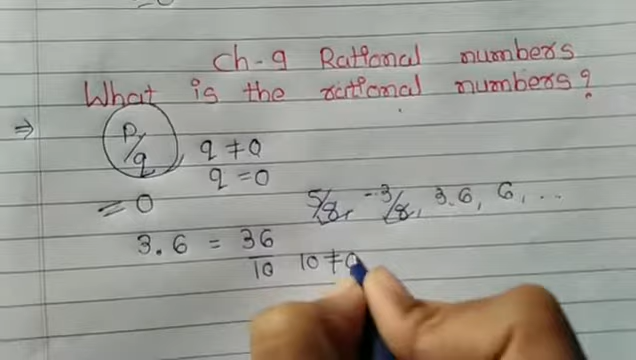 Ch-9 Rational numbers
What is the rational numbers?
⇒ p/q, q ≠ 0
q = 0
= 0 5/8, -3/8, 3.6, 6, ...
3.6 = 36/10 10 ≠ 0